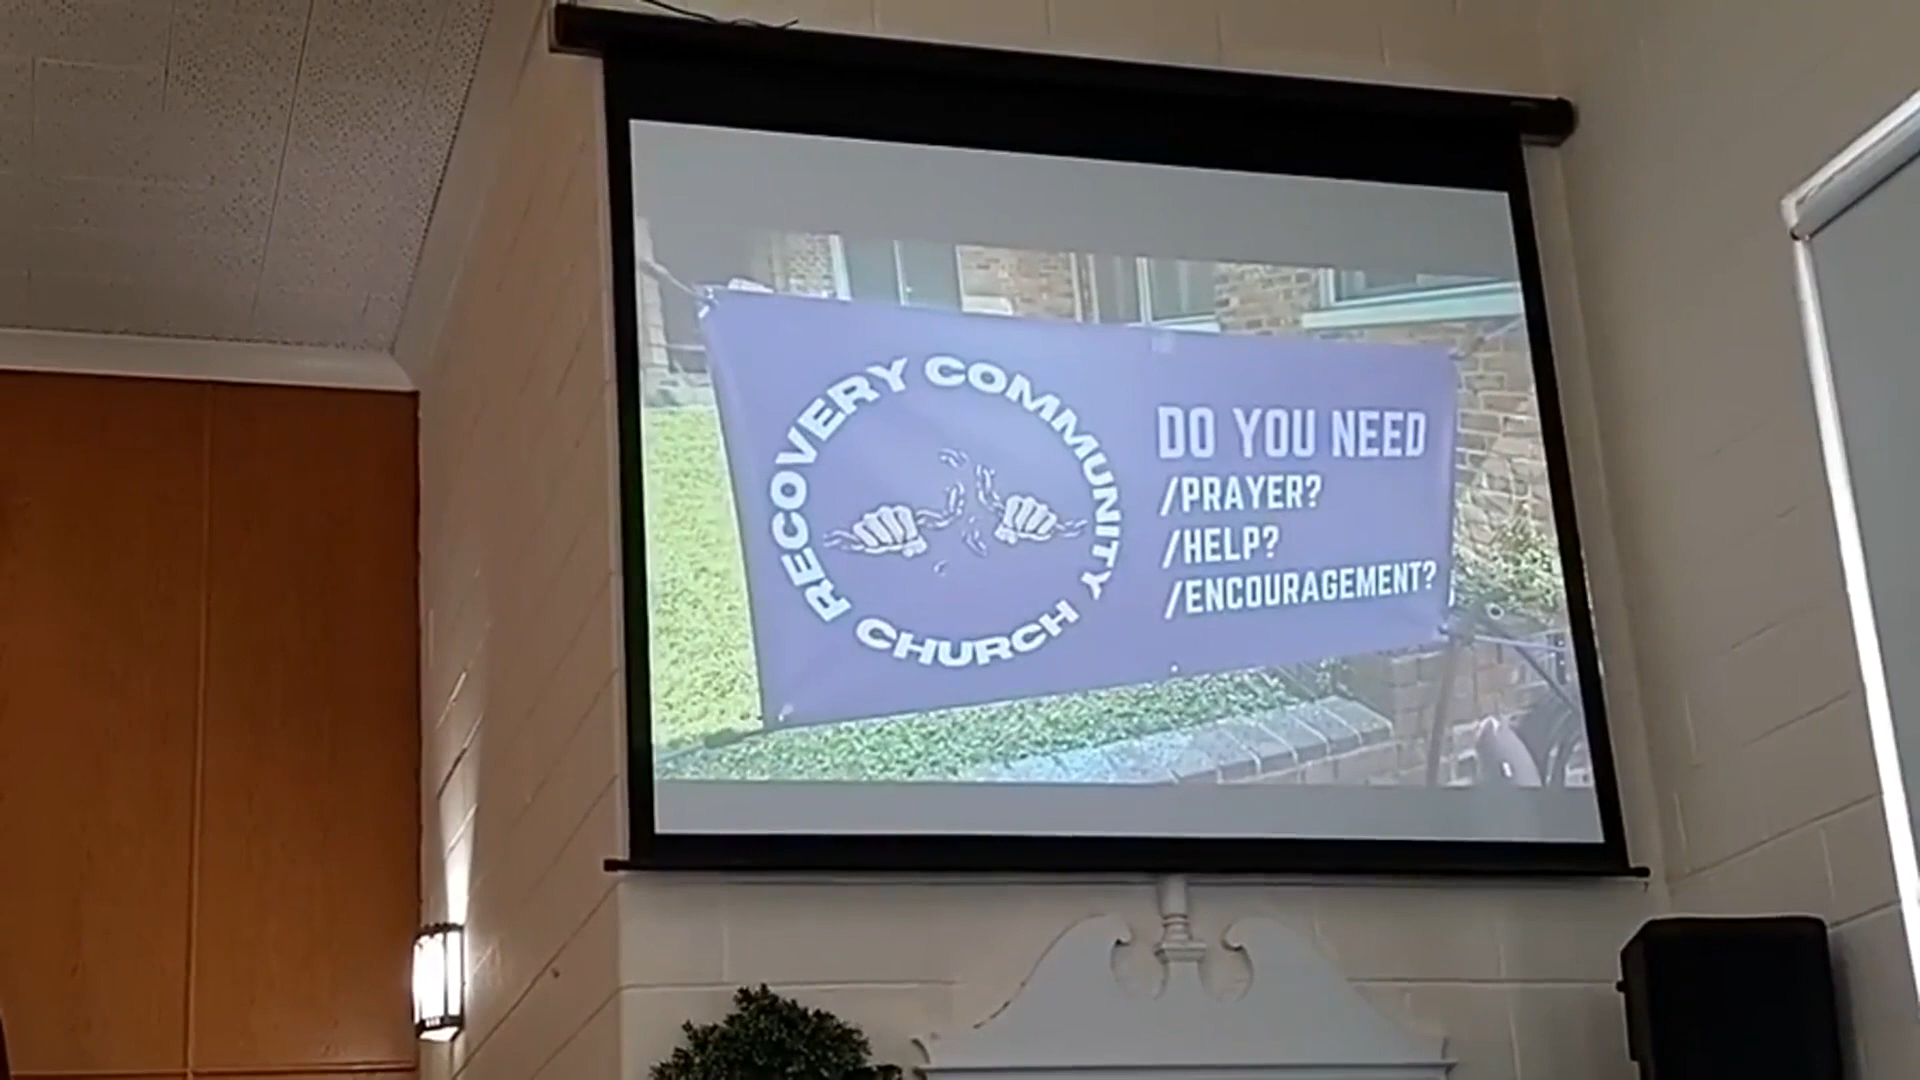 RECOVERY COMMUNITY
CHURCH
DO YOU NEED
/PRAYER?
/HELP?
/ENCOURAGEMENT?